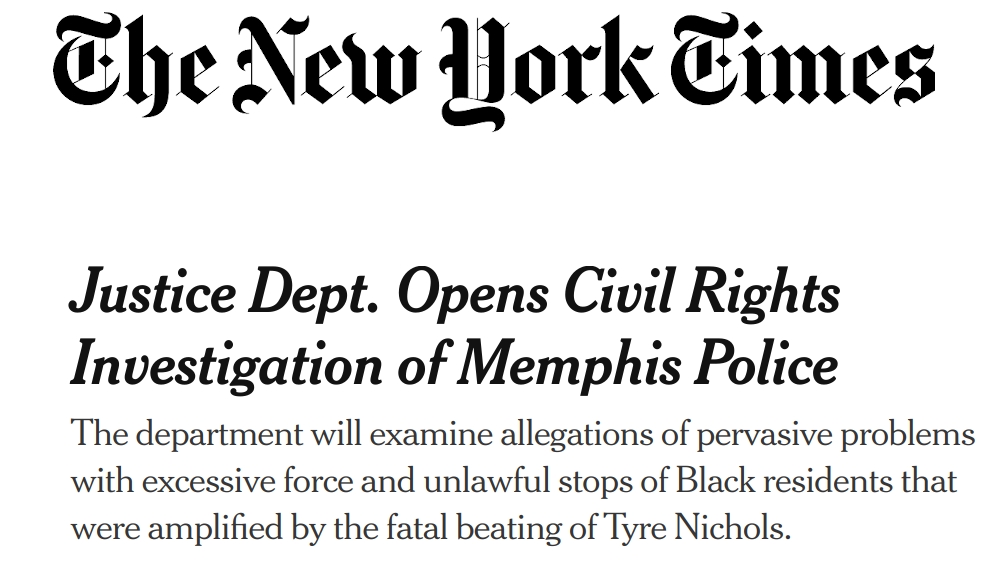 The New York Times
Justice Dept. Opens Civil Rights
Investigation of Memphis Police
The department will examine allegations of pervasive problems
with excessive force and unlawful stops of Black residents that
were amplified by the fatal beating of Tyre Nichols.